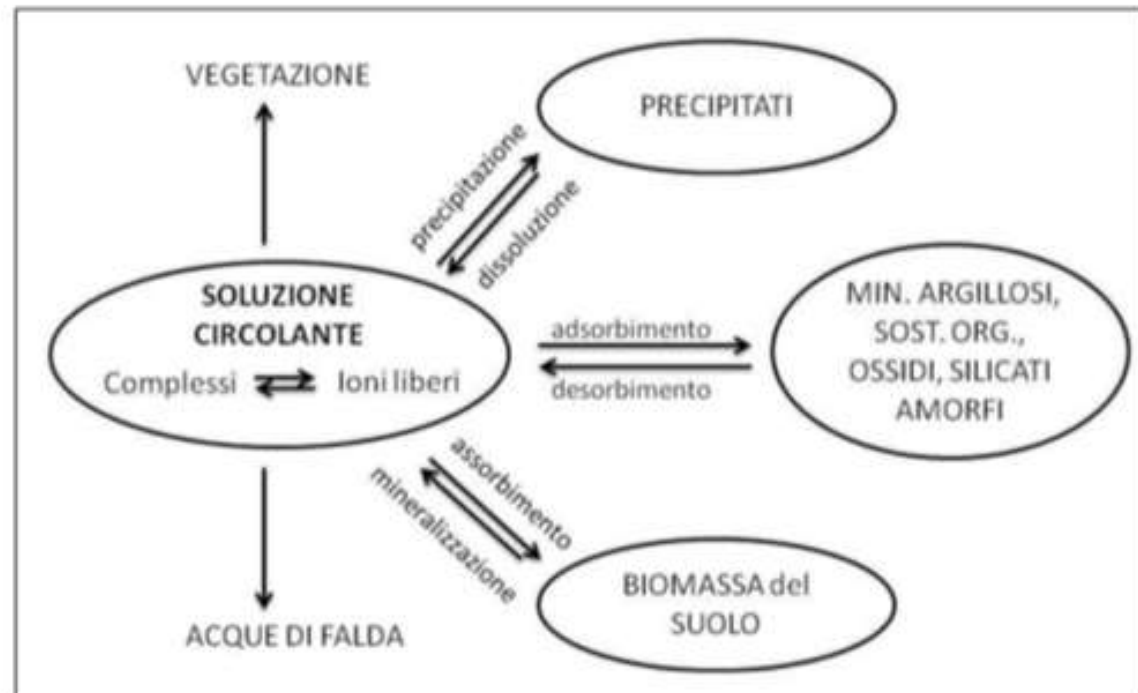 VEGETAZIONE
PRECIPITATI
precipitazione
dissoluzione
SOLUZIONE
CIRCOLANTE
Complessi Ioni liberi
adsorbimento
desorbimento
MIN. ARGILLOSI,
SOST. ORG.,
OSSIDI, SILICATI
AMORFI
assorbimento
mineralizzazione
BIOMASSA del
SUOLO
ACQUE DI FALDA